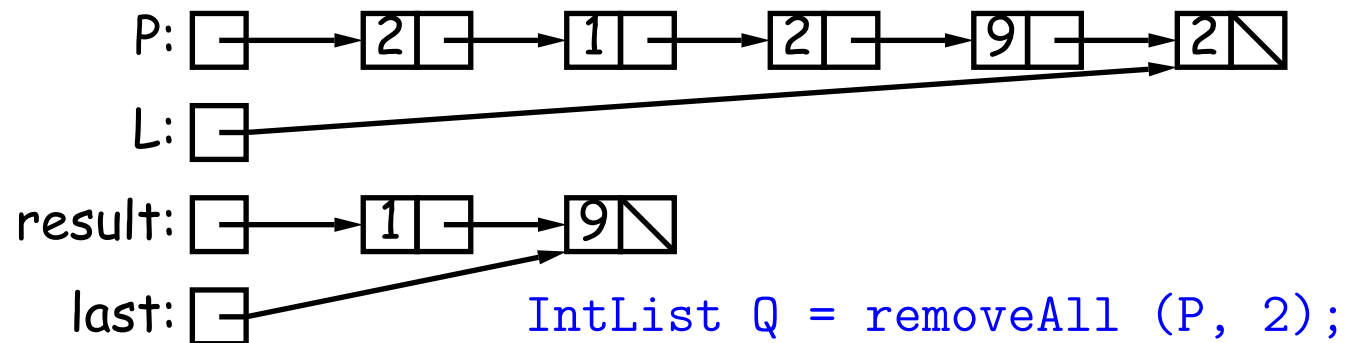 P: 2 1 2 9 2
L:
result: 1 9
last:
IntList Q = removeAll (P, 2);